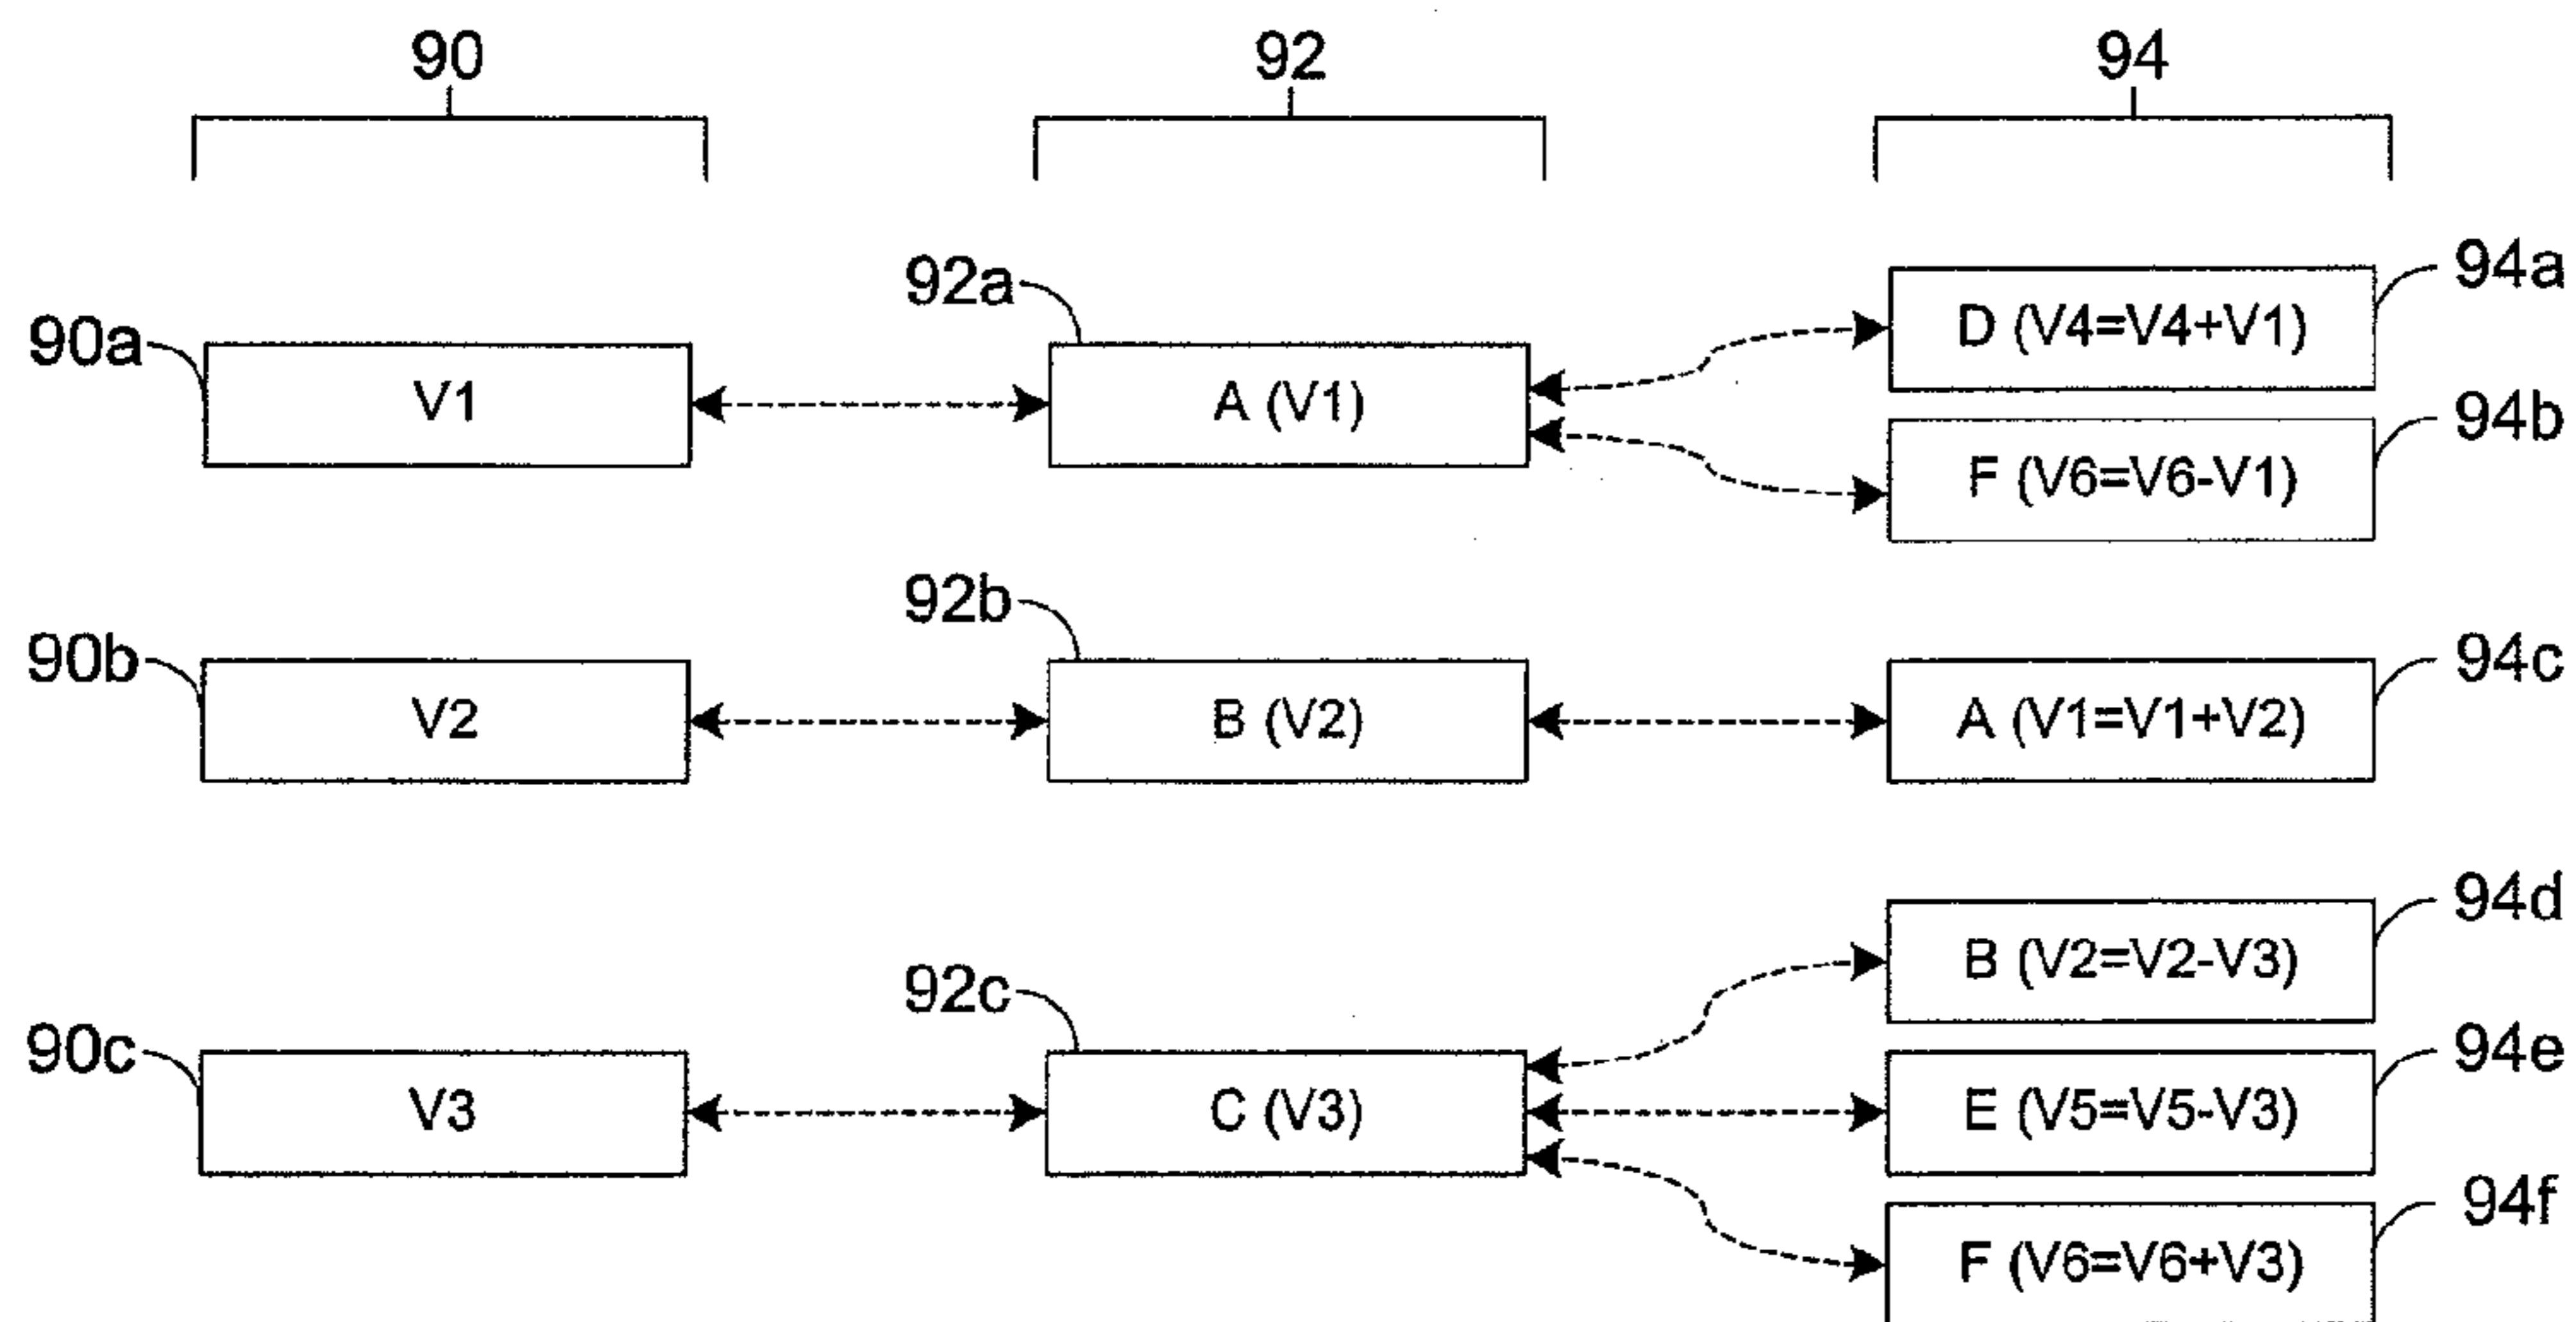 90 92 94
94a
92a
D (V4=V4+V1)
90a
V1 A (V1)
94b
F (V6=V6-V1)
92b
90b 94c
V2 B (V2) A (V1=V1+V2)
94d
B (V2=V2-V3)
92c
90c 94e
V3 C (V3) E (V5=V5-V3)
94f
F (V6=V6+V3)